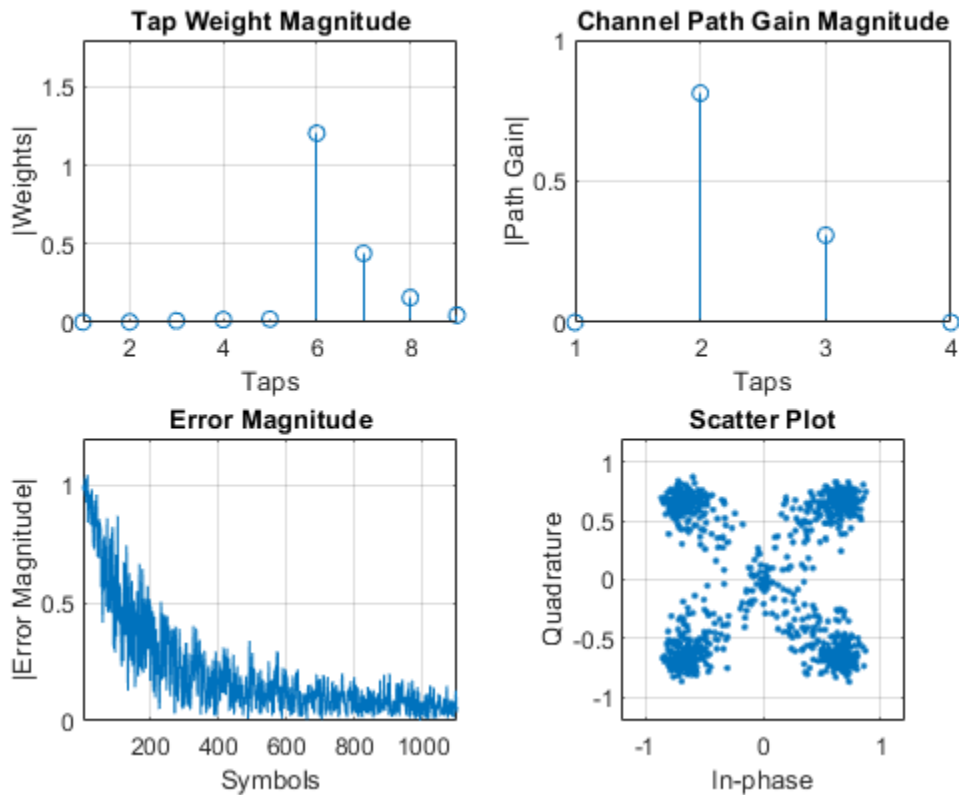 Tap Weight Magnitude
|Weights|
1.5
1
0.5
0
2 4 6 8
Taps
Channel Path Gain Magnitude
|Path Gain|
1
0.5
0
1 2 3 4
Taps
Error Magnitude
|Error Magnitude|
1
0.5
0
200 400 600 800 1000
Symbols
Scatter Plot
Quadrature
1
0.5
0
-0.5
-1
-1 0 1
In-phase